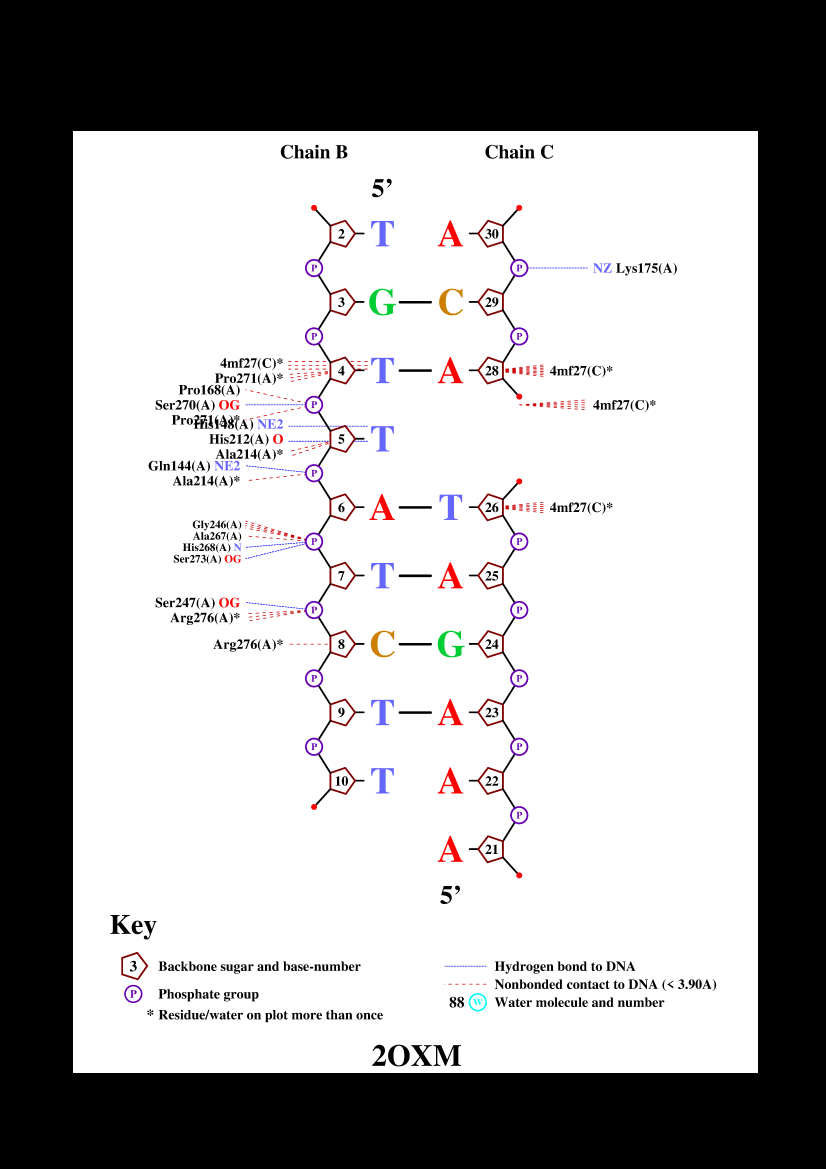 Chain B Chain C
5’
2 T A 30
P P NZ Lys175(A)
3 G C 29
P P
4mf27(C)*
4 T A 28 4mf27(C)*
Pro271(A)*
Pro168(A)
Ser270(A) OG P 4mf27(C)*
Pro271(A)*
His148(A) NE2
His212(A) O 5 T
Ala214(A)*
Gln144(A) NE2 P
Ala214(A)*
6 A T 26 4mf27(C)*
Gly246(A)
Ala267(A)
P P
His268(A) N
Ser273(A) OG
7 T A 25
Ser247(A) OG P P
Arg276(A)*
Arg276(A)* 8 C G 24
P P
9 T A 23
P P
10 T A 22
P
A 21
5’
Key
3 Backbone sugar and base-number
P Phosphate group
* Residue/water on plot more than once
Hydrogen bond to DNA
Nonbonded contact to DNA (< 3.90A)
88 W Water molecule and number
2OXM